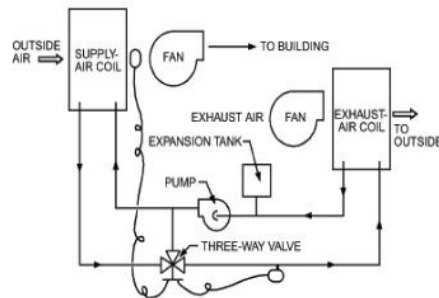 OUTSIDE
AIR
SUPPLY-
AIR COIL
FAN
TO BUILDING
EXHAUST AIR
FAN
EXHAUST-
AIR COIL
TO
OUTSIDE
EXPANSION TANK
PUMP
THREE-WAY VALVE